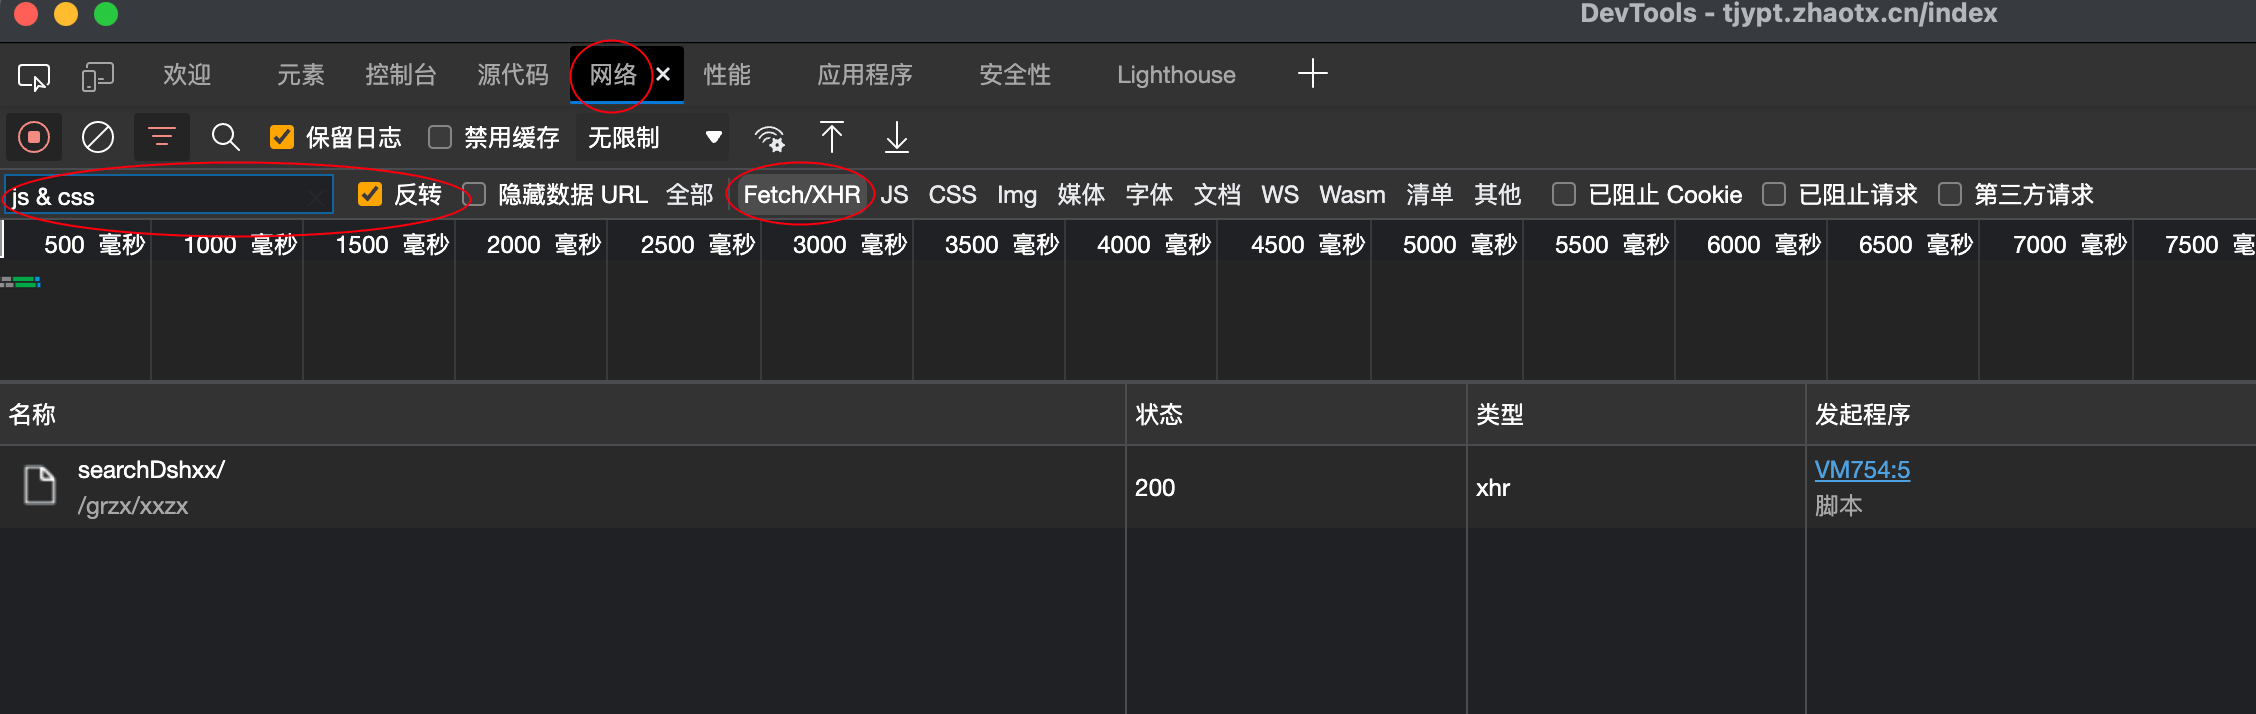 DevTools - tjypt.zhaotx.cn/index
欢迎 元素 控制台 源代码 网络 × 性能 应用程序 安全性 Lighthouse
保留日志 禁用缓存 无限制
js & css 反转 隐藏数据 URL 全部 Fetch/XHR JS CSS Img 媒体 字体 文档 WS Wasm 清单 其他 已阻止 Cookie 已阻止请求 第三方请求
500 毫秒 1000 毫秒 1500 毫秒 2000 毫秒 2500 毫秒 3000 毫秒 3500 毫秒 4000 毫秒 4500 毫秒 5000 毫秒 5500 毫秒 6000 毫秒 6500 毫秒 7000 毫秒 7500 毫
名称 状态 类型 发起程序
searchDshxx/ 200 xhr VM754:5
/grzx/xxzx 脚本